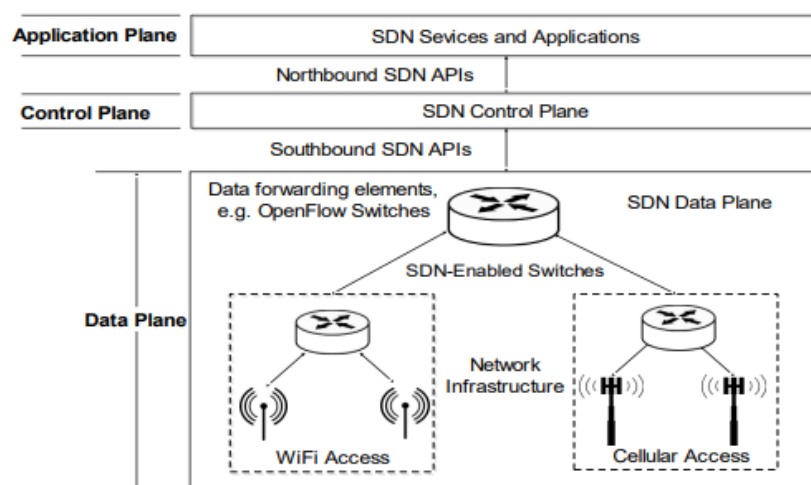 Application Plane
SDN Sevices and Applications
Northbound SDN APIs
Control Plane
SDN Control Plane
Southbound SDN APIs
Data forwarding elements,
e.g. OpenFlow Switches
SDN Data Plane
SDN-Enabled Switches
Data Plane
Network
Infrastructure
WiFi Access
Cellular Access